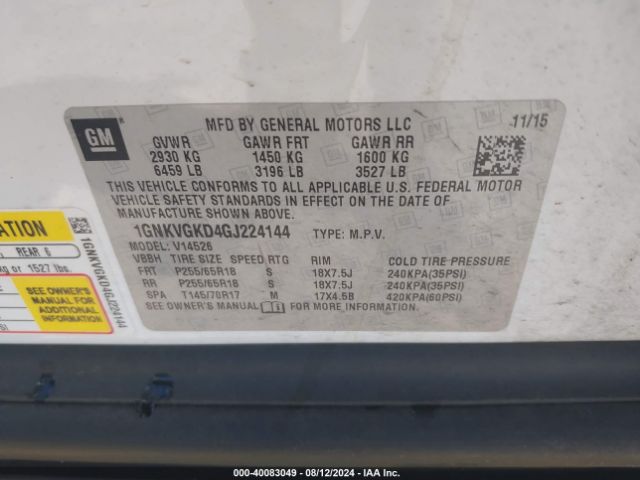 GM
MFD BY GENERAL MOTORS LLC 11/15
GVWR GAWR FRT GAWR RR
2930 KG 1450 KG 1600 KG
6459 LB 3196 LB 3527 LB
THIS VEHICLE CONFORMS TO ALL APPLICABLE U.S. FEDERAL MOTOR
VEHICLE SAFETY STANDARDS IN EFFECT ON THE DATE OF
MANUFACTURE SHOWN ABOVE.
1GNKVGKD4GJ224144 TYPE: M.P.V.
MODEL: V14526
VBBH TIRE SIZE SPEED RTG RIM COLD TIRE PRESSURE
FRT P255/65R18 S 18X7.5J 240KPA(35PSI)
RR P255/65R18 S 18X7.5J 240KPA(35PSI)
SPA T145/70R17 M 17X4.5B 420KPA(60PSI)
SEE OWNER'S MANUAL FOR MORE INFORMATION.
REAR 6
kg or 1527 lbs.
SEE OWNER'S
MANUAL FOR
ADDITIONAL
INFORMATION
1GNKVGKD4GJ224144
000-40083049 - 08/12/2024 - IAAI.com